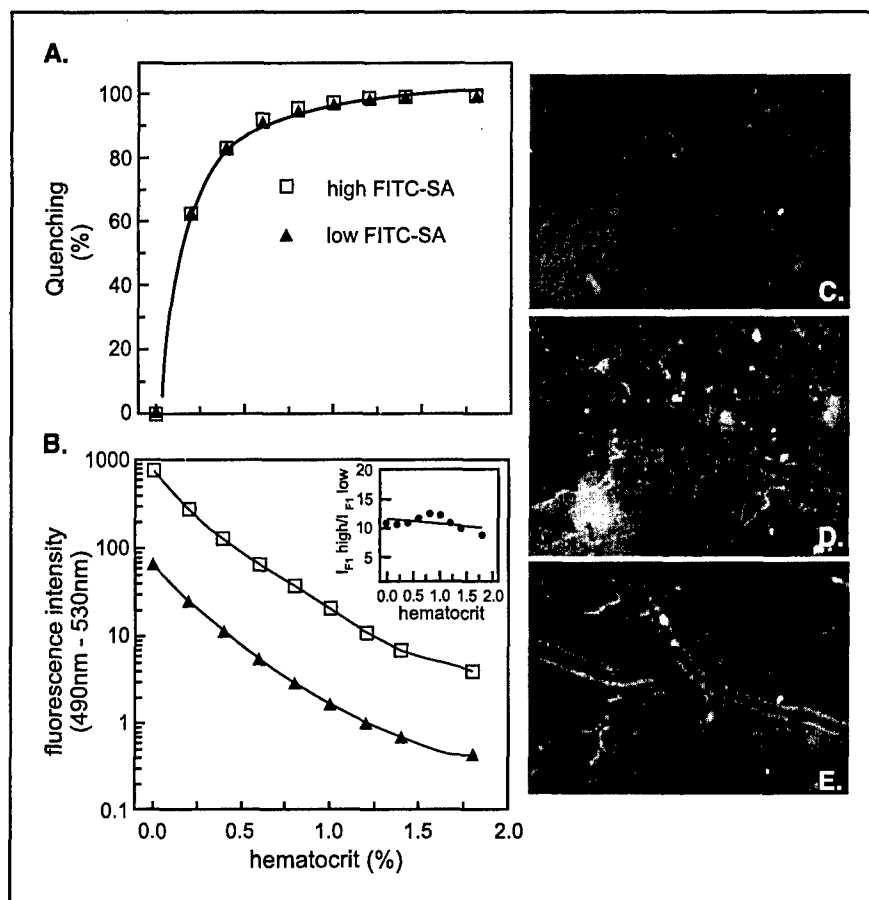 A.
100
80
60
40
20
0
Quenching
(%)
high FITC-SA
low FITC-SA
B.
1000
100
10
1
0.1
fluorescence intensity
(490nm - 530nm)
0.0
0.5
1.0
1.5
2.0
hematocrit (%)
20
15
10
5
I F1 high/I F1 low
0.0 0.5 1.0 1.5 2.0
hematocrit
C.
D.
E.